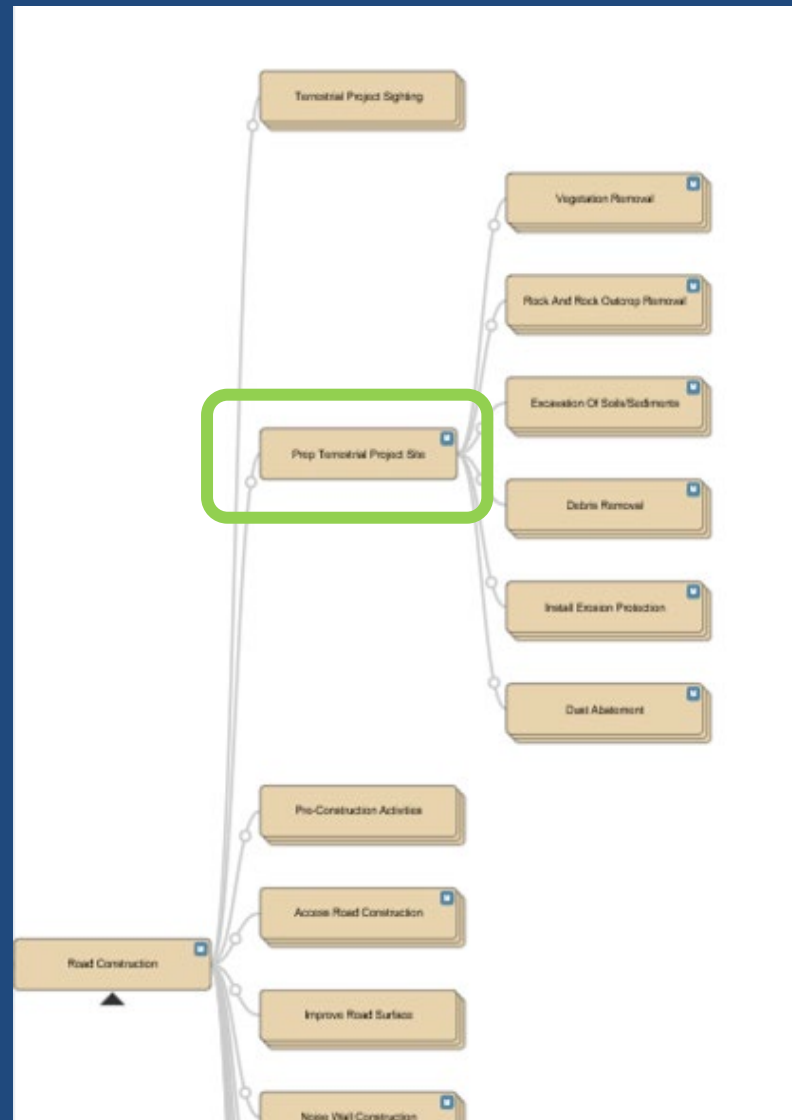 Terrestrial Project Sighting
Vegetation Removal
Rock And Rock Outcrop Removal
Excavation Of Soils/Sediments
Prep Terrestrial Project Site
Debris Removal
Install Erosion Protection
Dust Abatement
Pre-Construction Activities
Access Road Construction
Road Construction
Improve Road Surface
Noise Wall Construction